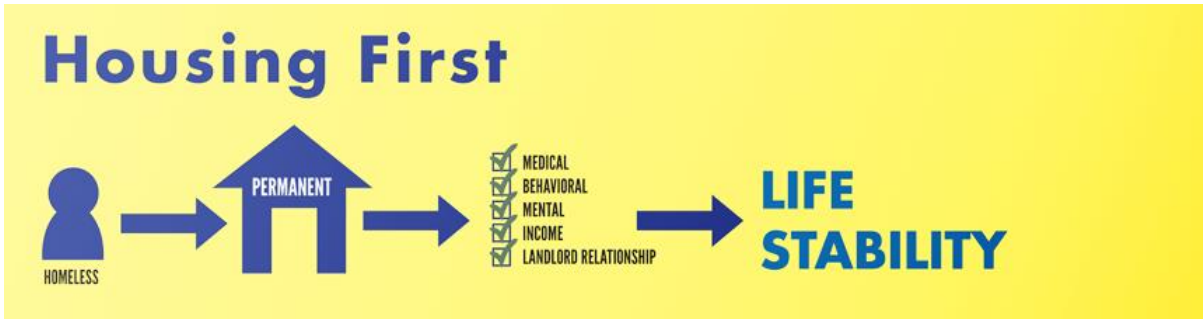 Housing First
HOMELESS
PERMANENT
MEDICAL
BEHAVIORAL
MENTAL
INCOME
LANDLORD RELATIONSHIP
LIFE
STABILITY